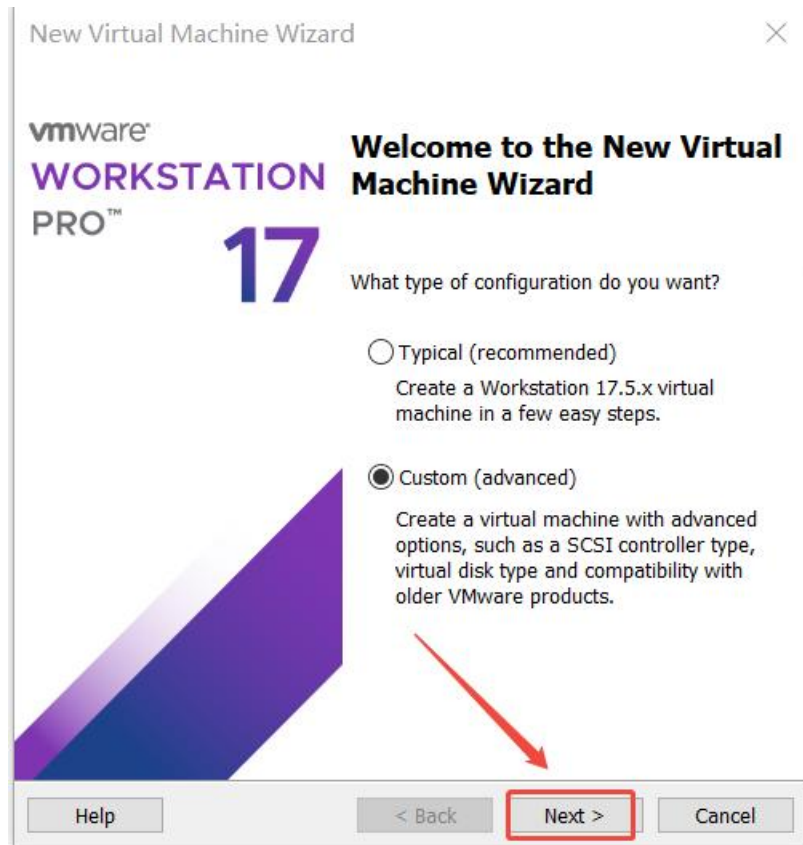 New Virtual Machine Wizard
vmware
WORKSTATION
PRO™
17
Welcome to the New Virtual
Machine Wizard
What type of configuration do you want?
Typical (recommended)
Create a Workstation 17.5.x virtual
machine in a few easy steps.
Custom (advanced)
Create a virtual machine with advanced
options, such as a SCSI controller type,
virtual disk type and compatibility with
older VMware products.
Help
< Back
Next >
Cancel